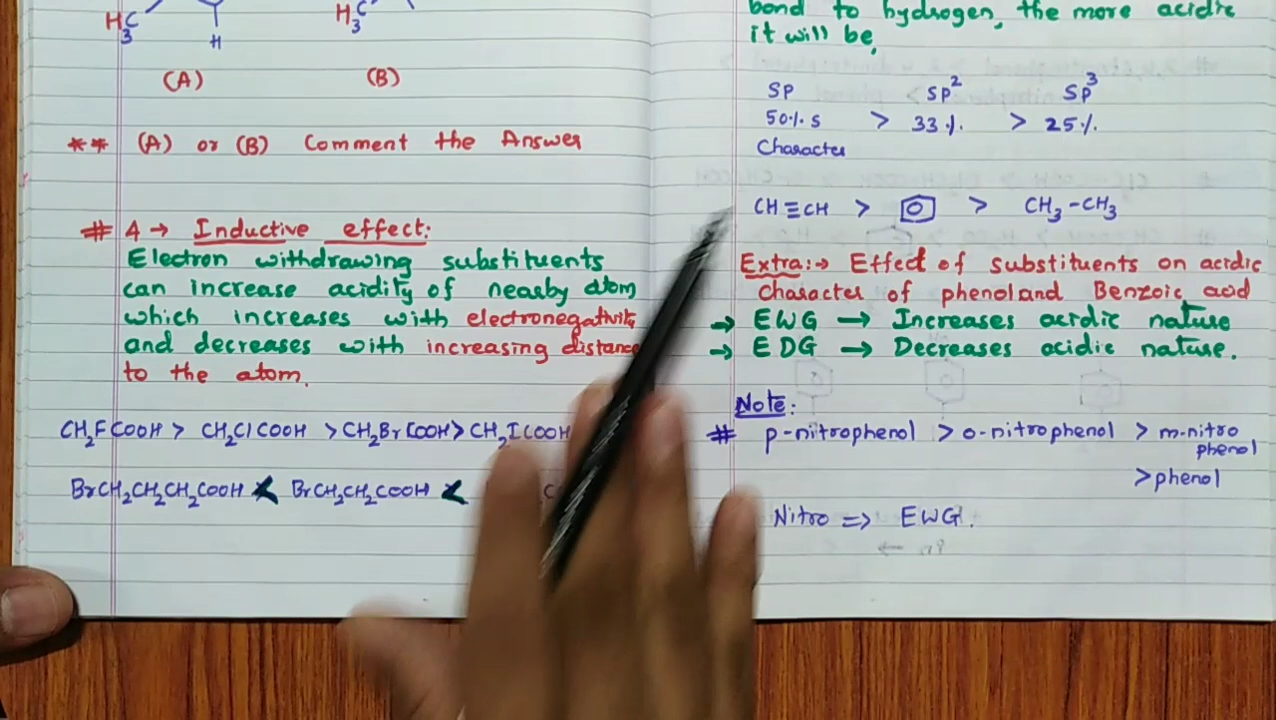 H₃C H₃C
H
(A) (B)
** (A) or (B) Comment the Answer
# 4 → Inductive effect:
Electron withdrawing substituents
can increase acidity of nearby atom
which increases with electronegativity
and decreases with increasing distance
to the atom.
CH₂FCOOH > CH₂ClCOOH > CH₂BrCOOH > CH₂ICOOH
BrCH₂CH₂CH₂COOH < BrCH₂CH₂COOH <
bond to hydrogen, the more acidic
it will be,
SP SP² SP³
50% s > 33% > 25%
Character
CH≡CH > > CH₃-CH₃
Extra:→ Effect of substituents on acidic
Character of phenol and Benzoic acid
→ EWG → Increases acidic nature
→ EDG → Decreases acidic nature.
Note:
# p-nitrophenol > o-nitrophenol > m-nitro
phenol
> phenol
Nitro => EWG.